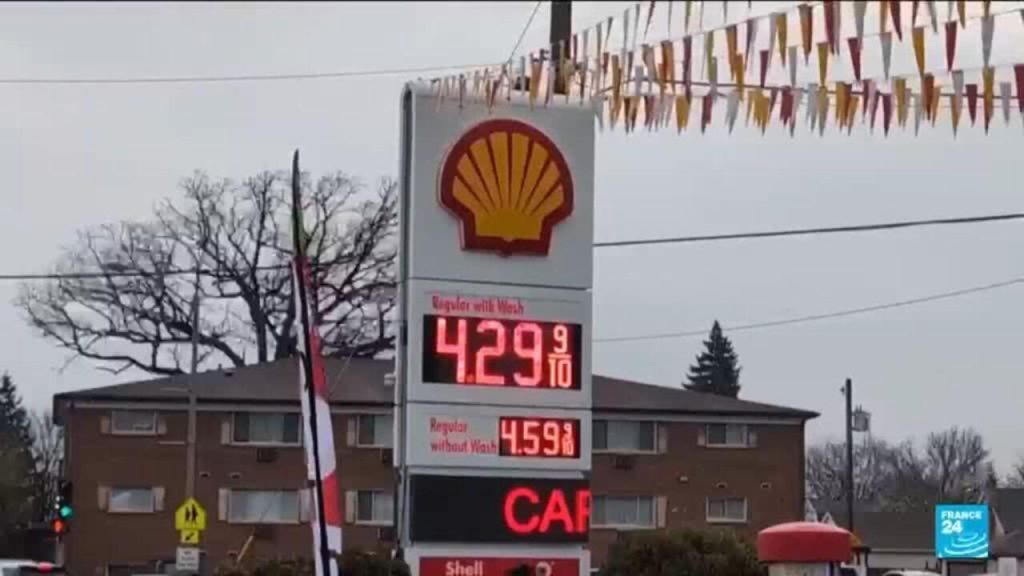 Regular with Wash
4.29 9/10
Regular
without Wash
4.59 9/10
CAR
Shell
FRANCE
24